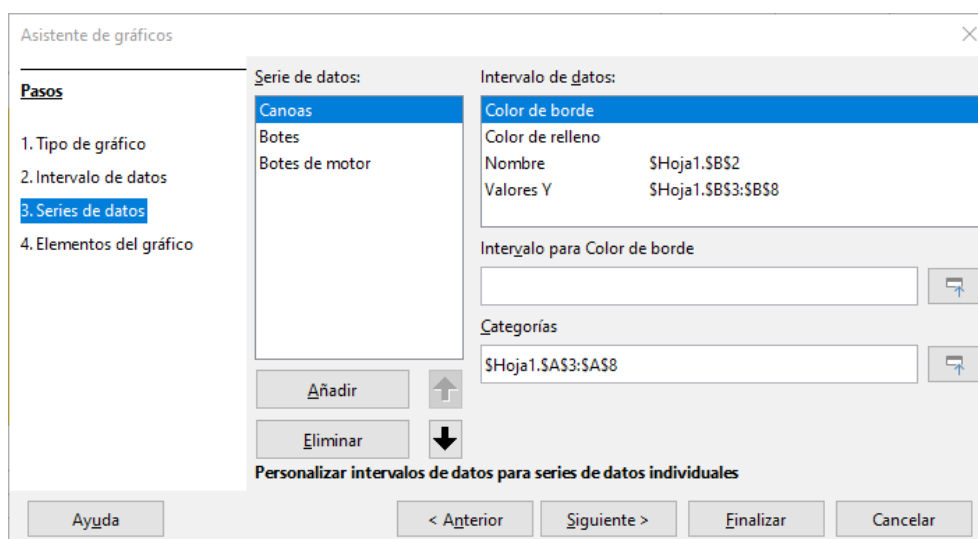 Asistente de gráficos
Pasos
1. Tipo de gráfico
2. Intervalo de datos
3. Series de datos
4. Elementos del gráfico
Serie de datos:
Canoas
Botes
Botes de motor
Añadir
Eliminar
Intervalo de datos:
Color de borde
Color de relleno
Nombre $Hoja1.$B$2
Valores Y $Hoja1.$B$3:$B$8
Intervalo para Color de borde
Categorías
$Hoja1.$A$3:$A$8
Personalizar intervalos de datos para series de datos individuales
Ayuda
< Anterior
Siguiente >
Finalizar
Cancelar